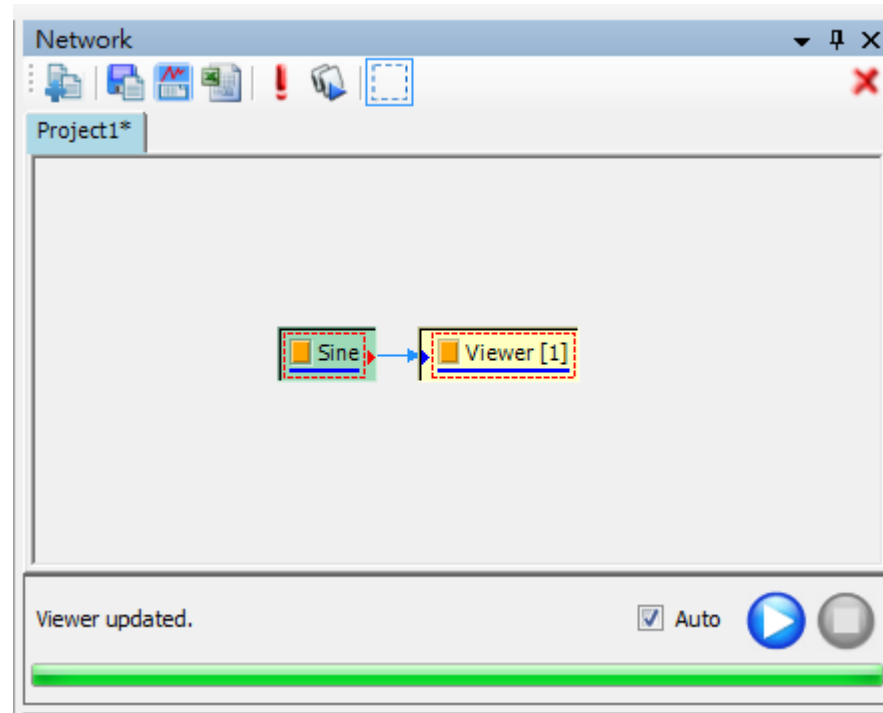 Network
Project1*
Sine
Viewer [1]
Viewer updated.
Auto